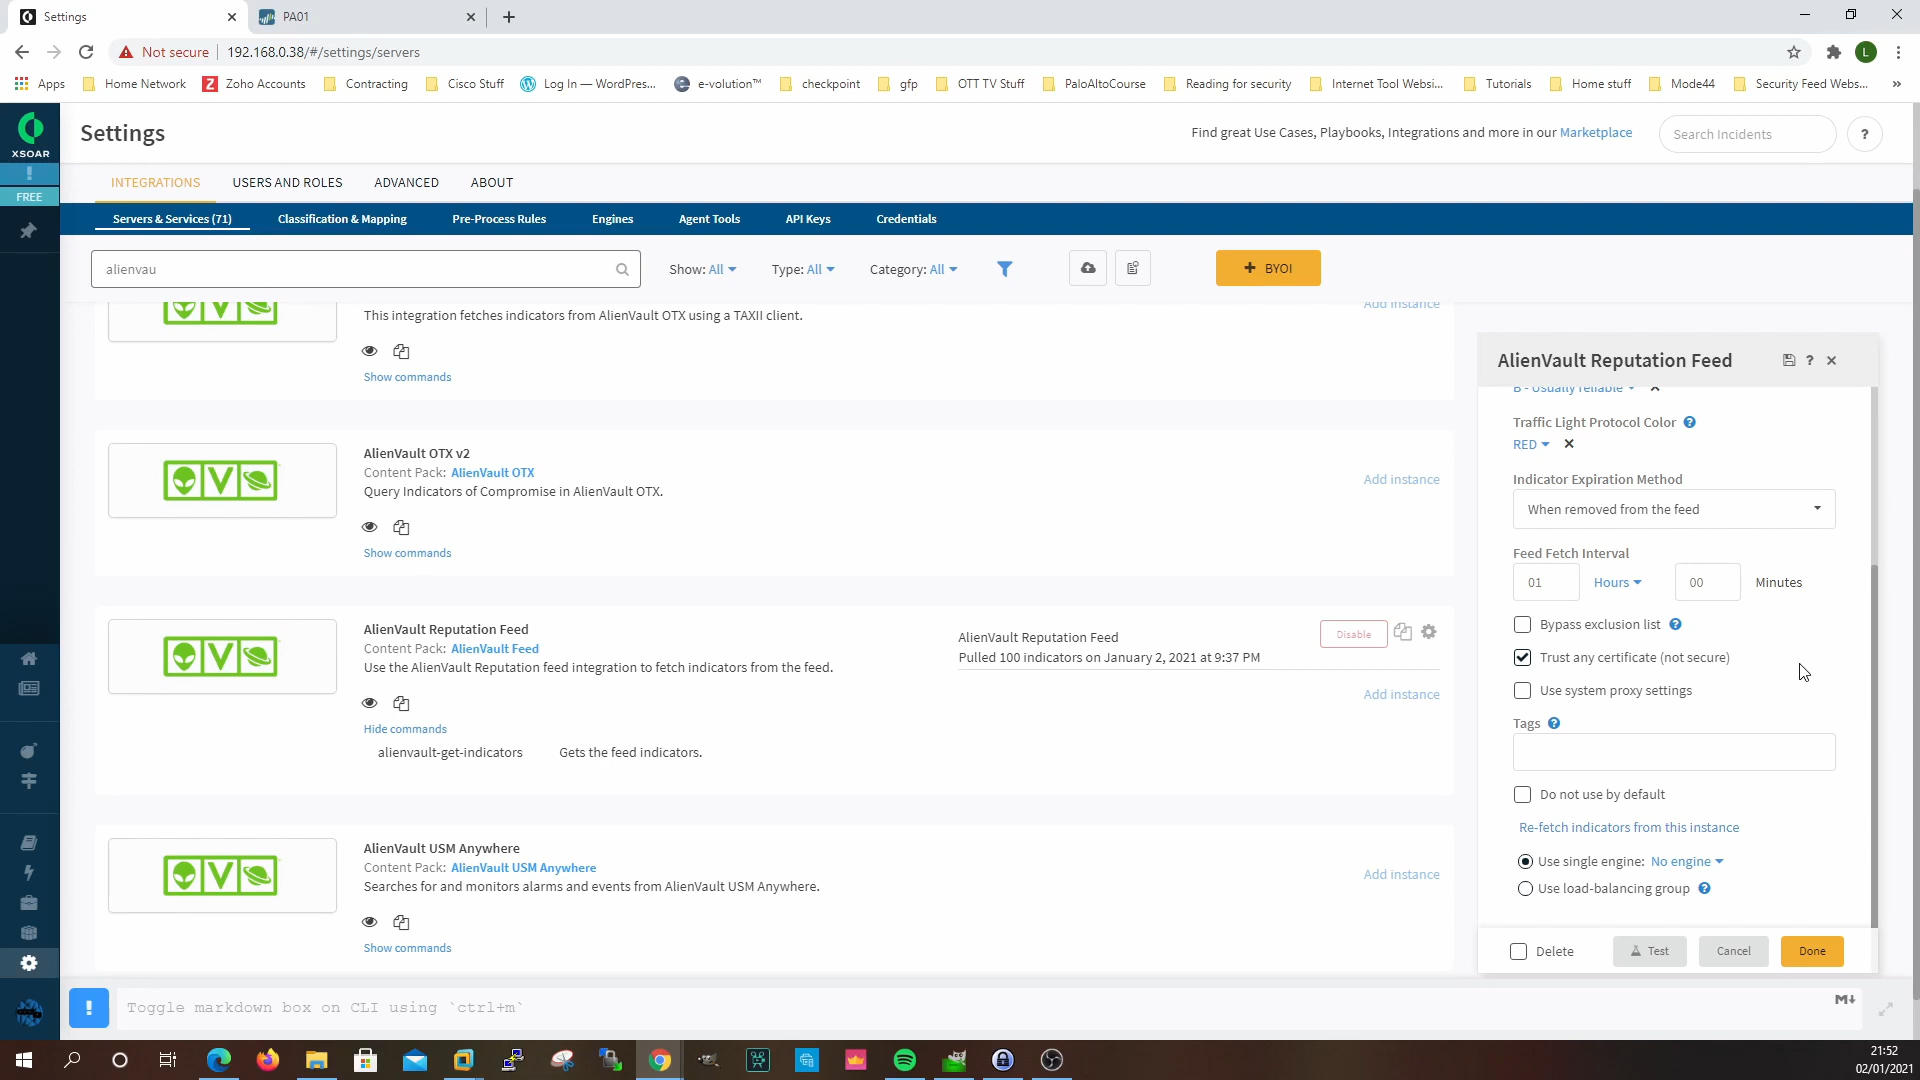 Settings
PA01
Not secure
192.168.0.38/#/settings/servers
L
Apps
Home Network
Z
Zoho Accounts
Contracting
Cisco Stuff
Log In — WordPres...
e-volution™
checkpoint
gfp
OTT TV Stuff
PaloAltoCourse
Reading for security
Internet Tool Websi...
Tutorials
Home stuff
Mode44
Security Feed Webs...
»
XSOAR
FREE
Settings
Find great Use Cases, Playbooks, Integrations and more in our Marketplace
Search Incidents
?
INTEGRATIONS
USERS AND ROLES
ADVANCED
ABOUT
Servers & Services (71)
Classification & Mapping
Pre-Process Rules
Engines
Agent Tools
API Keys
Credentials
alienvau
Show: All
Type: All
Category: All
+ BYOI
Add instance
This integration fetches indicators from AlienVault OTX using a TAXII client.
Show commands
V
AlienVault OTX v2
Content Pack: AlienVault OTX
Query Indicators of Compromise in AlienVault OTX.
Add instance
Show commands
V
AlienVault Reputation Feed
Content Pack: AlienVault Feed
Use the AlienVault Reputation feed integration to fetch indicators from the feed.
AlienVault Reputation Feed
Pulled 100 indicators on January 2, 2021 at 9:37 PM
Disable
Add instance
Hide commands
alienvault-get-indicators
Gets the feed indicators.
V
AlienVault USM Anywhere
Content Pack: AlienVault USM Anywhere
Searches for and monitors alarms and events from AlienVault USM Anywhere.
Add instance
Show commands
AlienVault Reputation Feed
?
B - Usually reliable
Traffic Light Protocol Color
RED
Indicator Expiration Method
When removed from the feed
Feed Fetch Interval
01
Hours
00
Minutes
Bypass exclusion list
Trust any certificate (not secure)
Use system proxy settings
Tags
Do not use by default
Re-fetch indicators from this instance
Use single engine: No engine
Use load-balancing group
Delete
Test
Cancel
Done
!
Toggle markdown box on CLI using `ctrl+m`
M
21:52
02/01/2021